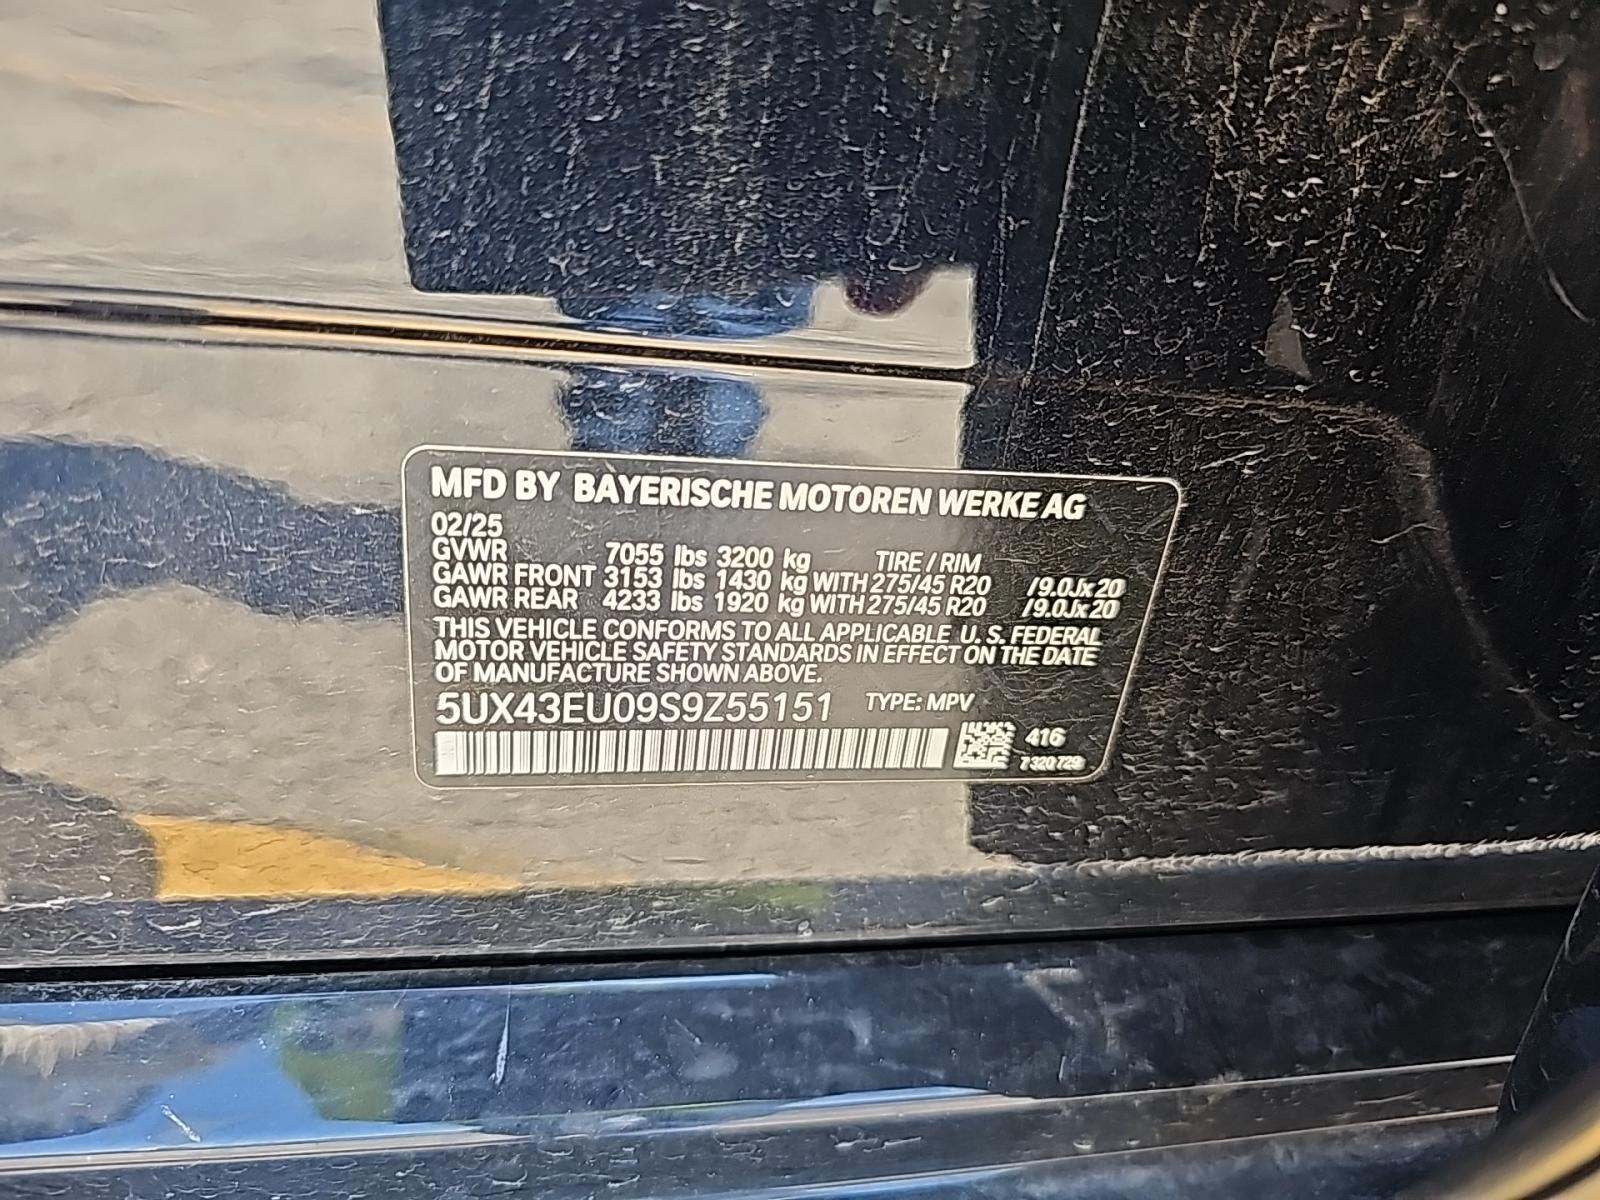 MFD BY BAYERISCHE MOTOREN WERKE AG
02/25
GVWR 7055 lbs 3200 kg TIRE / RIM
GAWR FRONT 3153 lbs 1430 kg WITH 275/45 R20 /9.0Jx20
GAWR REAR 4233 lbs 1920 kg WITH 275/45 R20 /9.0Jx20
THIS VEHICLE CONFORMS TO ALL APPLICABLE U. S. FEDERAL
MOTOR VEHICLE SAFETY STANDARDS IN EFFECT ON THE DATE
OF MANUFACTURE SHOWN ABOVE.
5UX43EU09S9Z55151 TYPE: MPV
416
7 320 729